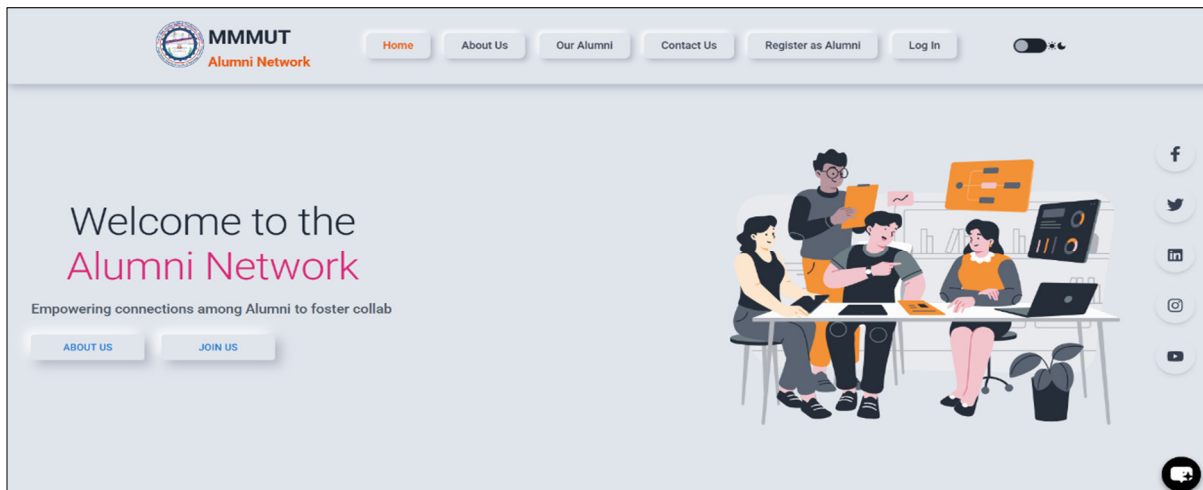 MMMUT
Alumni Network
Home
About Us
Our Alumni
Contact Us
Register as Alumni
Log In
Welcome to the
Alumni Network
Empowering connections among Alumni to foster collab
ABOUT US
JOIN US